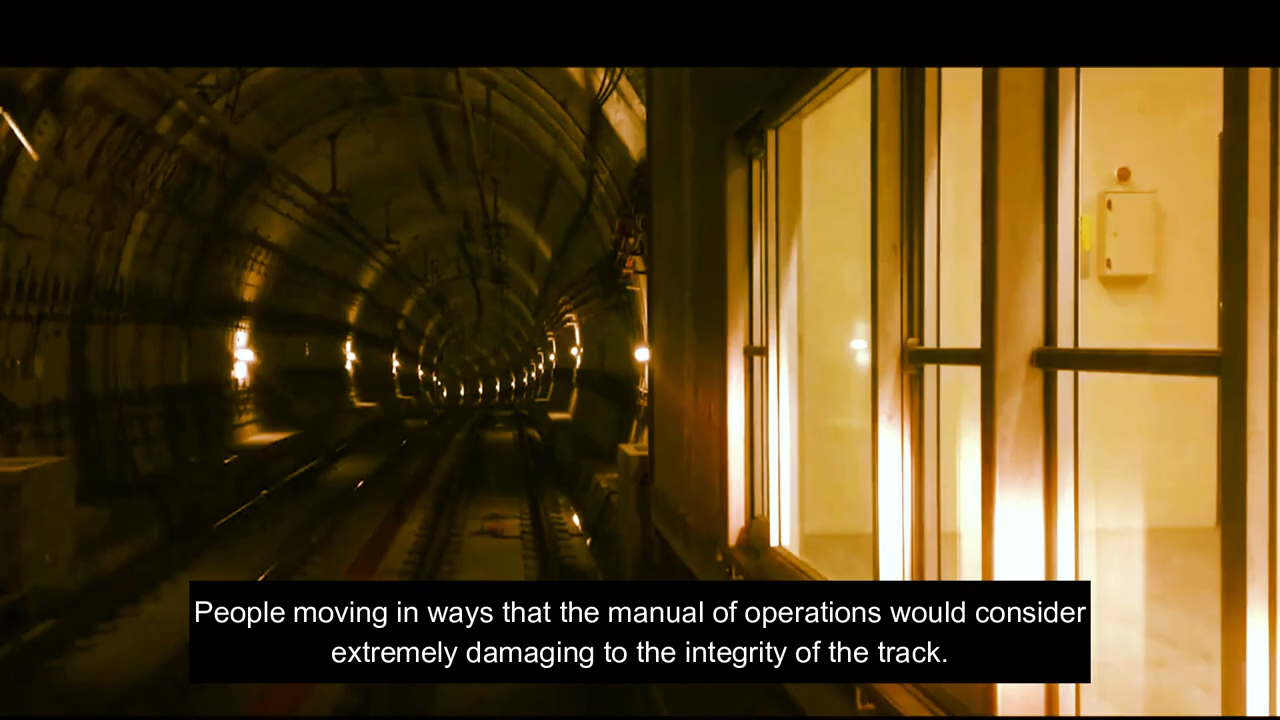 People moving in ways that the manual of operations would consider
extremely damaging to the integrity of the track.